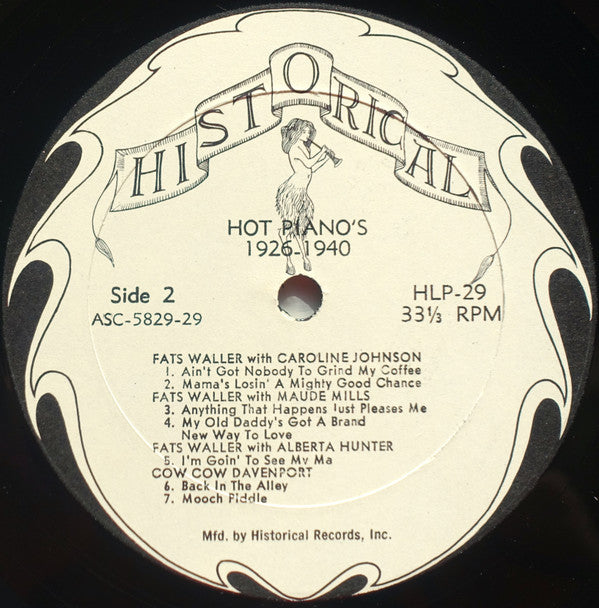 HISTORICAL
HOT PIANO'S
1926-1940
Side 2
ASC-5829-29
HLP-29
33⅓ RPM
FATS WALLER with CAROLINE JOHNSON
1. Ain't Got Nobody To Grind My Coffee
2. Mama's Losin' A Mighty Good Chance
FATS WALLER with MAUDE MILLS
3. Anything That Happens Just Pleases Me
4. My Old Daddy's Got A Brand
New Way To Love
FATS WALLER with ALBERTA HUNTER
5. I'm Goin' To See My Ma
COW COW DAVENPORT
6. Back In The Alley
7. Mooch Piddle
Mfd. by Historical Records, Inc.